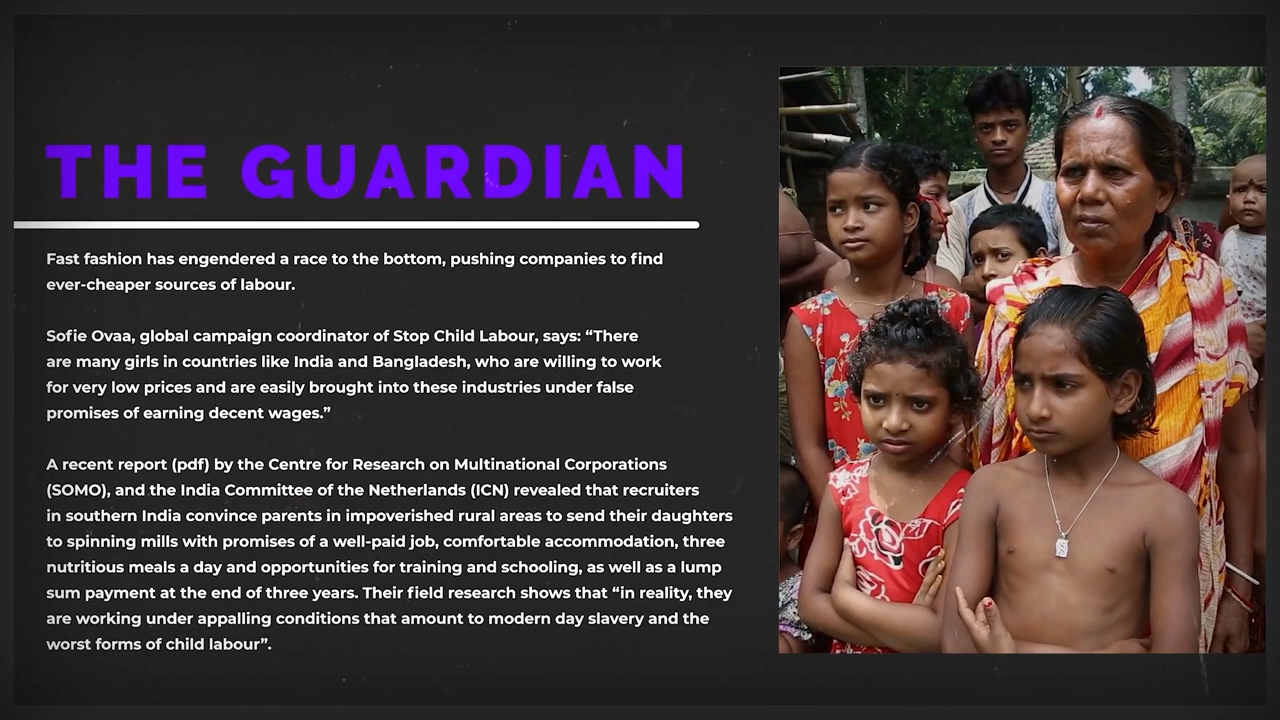 THE GUARDIAN
Fast fashion has engendered a race to the bottom, pushing companies to find
ever-cheaper sources of labour.
Sofie Ovaa, global campaign coordinator of Stop Child Labour, says: “There
are many girls in countries like India and Bangladesh, who are willing to work
for very low prices and are easily brought into these industries under false
promises of earning decent wages.”
A recent report (pdf) by the Centre for Research on Multinational Corporations
(SOMO), and the India Committee of the Netherlands (ICN) revealed that recruiters
in southern India convince parents in impoverished rural areas to send their daughters
to spinning mills with promises of a well-paid job, comfortable accommodation, three
nutritious meals a day and opportunities for training and schooling, as well as a lump
sum payment at the end of three years. Their field research shows that “in reality, they
are working under appalling conditions that amount to modern day slavery and the
worst forms of child labour”.